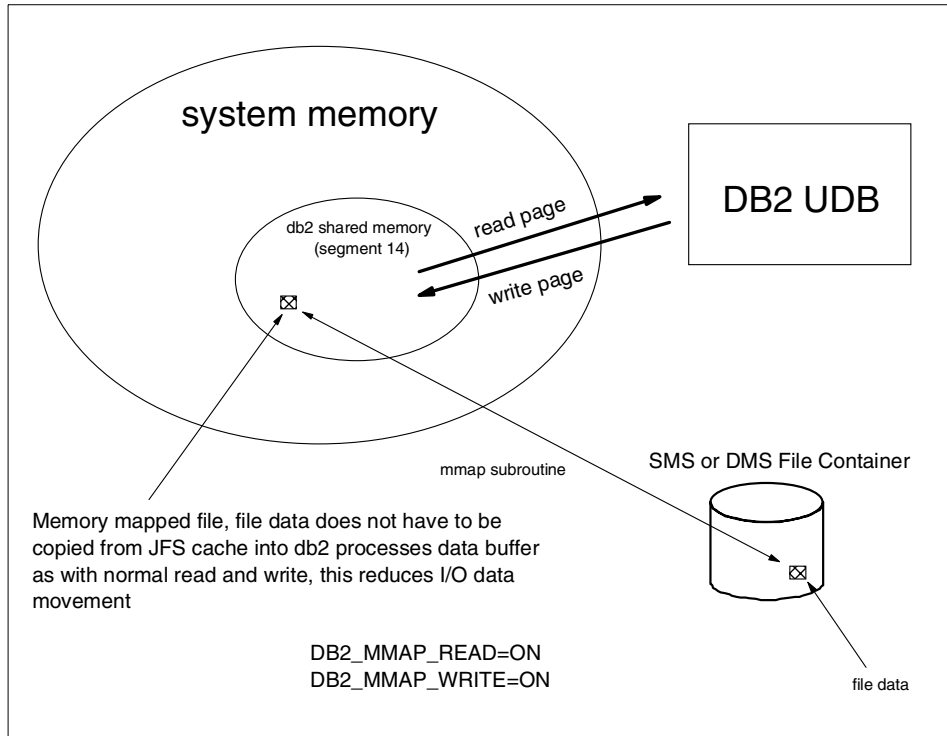 system memory
DB2 UDB
db2 shared memory
(segment 14)
read page
write page
mmap subroutine
SMS or DMS File Container
Memory mapped file, file data does not have to be
copied from JFS cache into db2 processes data buffer
as with normal read and write, this reduces I/O data
movement
DB2_MMAP_READ=ON
DB2_MMAP_WRITE=ON
file data